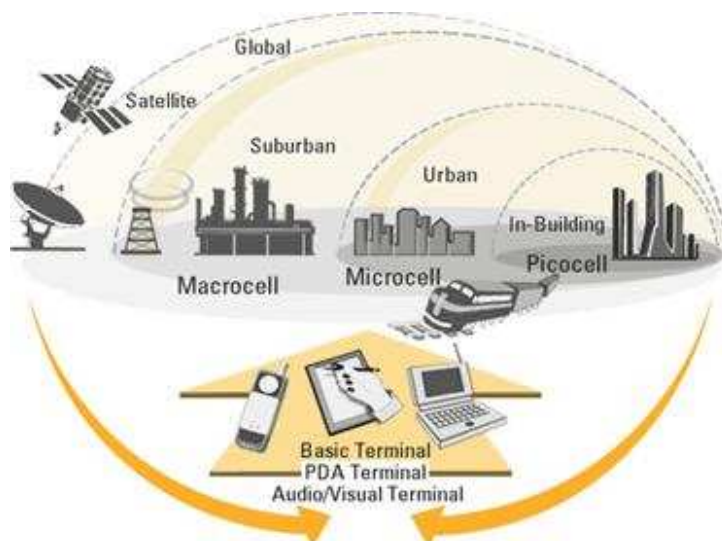 Global
Satellite
Suburban
Urban
In-Building
Picocell
Microcell
Macrocell
Basic Terminal
PDA Terminal
Audio/Visual Terminal